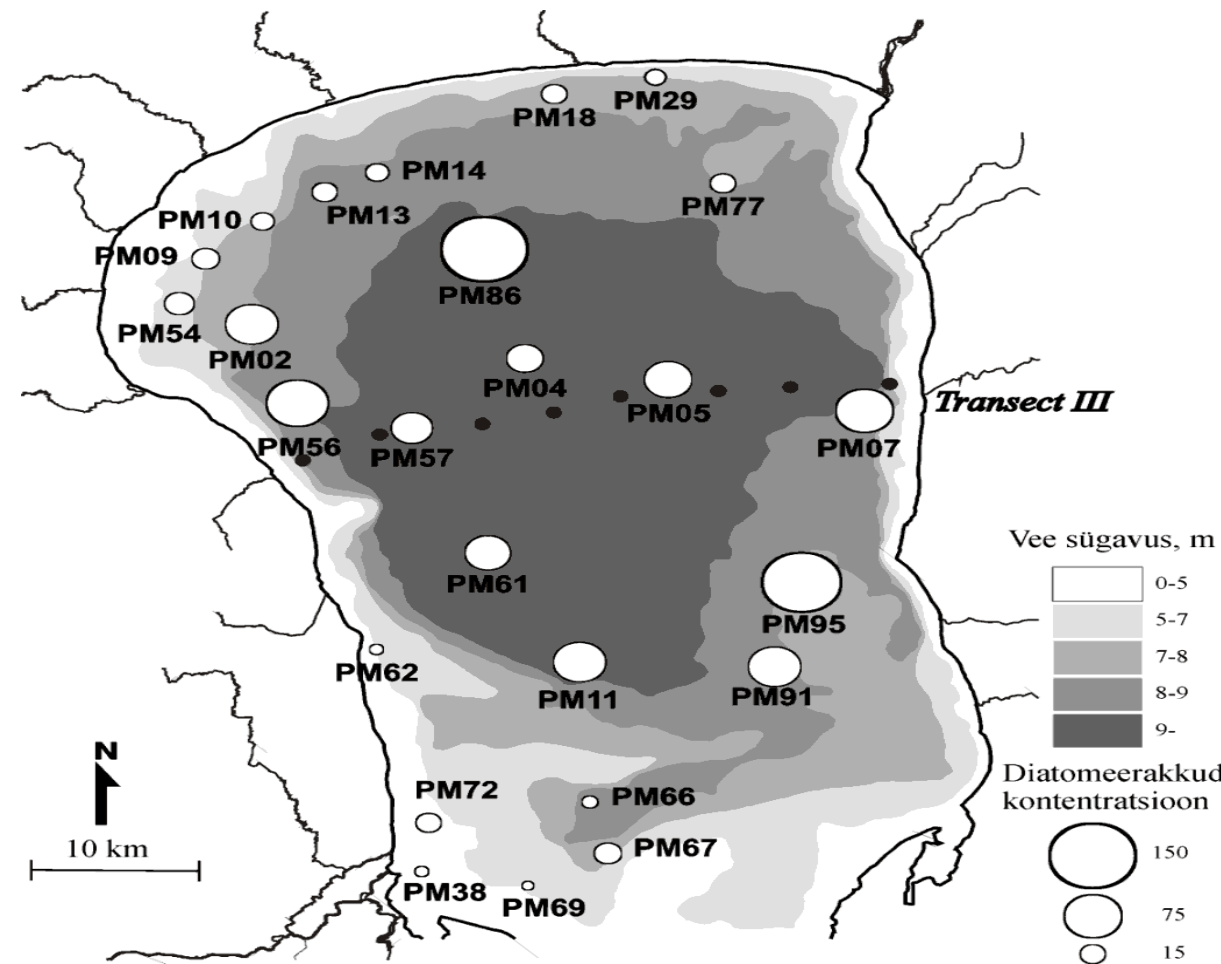 PM29
PM18
PM14
PM13
PM77
PM10
PM09
PM86
PM54
PM02
PM04
PM05
Transect III
PM56
PM57
PM07
Vee sügavus, m
0-5
5-7
7-8
8-9
9-
PM61
PM95
PM62
PM11
PM91
N
10 km
PM72
PM66
PM67
PM38
PM69
Diatomeerakkud
kontentratsioon
150
75
15